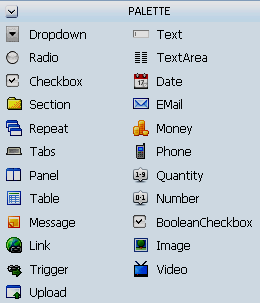 PALETTE
Dropdown Text
Radio TextArea
Checkbox Date
Section EMail
Repeat Money
Tabs Phone
Panel Quantity
Table Number
Message BooleanCheckbox
Link Image
Trigger Video
Upload